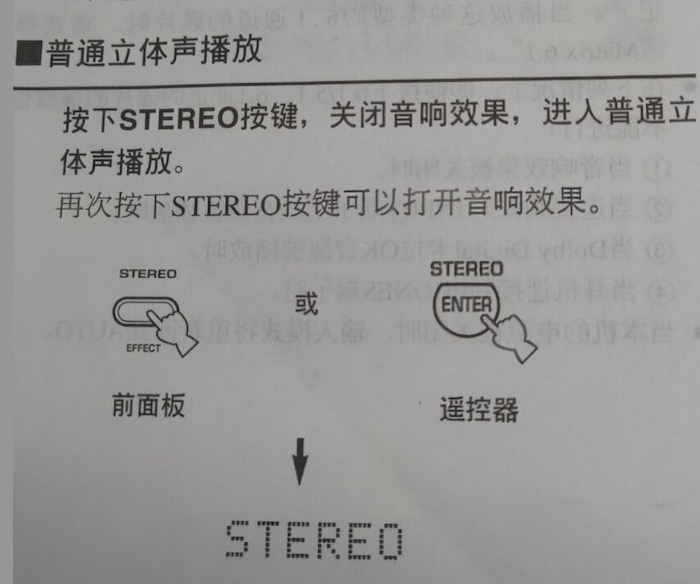 ■普通立体声播放
按下STEREO按键，关闭音响效果，进入普通立
体声播放。
再次按下STEREO按键可以打开音响效果。
STEREO
EFFECT
或
STEREO
ENTER
前面板
遥控器
STEREO